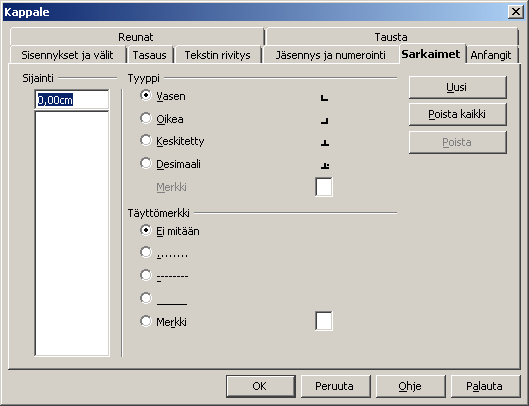 Kappale
Reunat
Tausta
Sisennykset ja välit
Tasaus
Tekstin rivitys
Jäsennys ja numerointi
Sarkaimet
Anfangit
Sijainti
0,00cm
Tyyppi
Vasen
Oikea
Keskitetty
Desimaali
Merkki
Täyttömerkki
Ei mitään
.......
--------
______
Merkki
Uusi
Poista kaikki
Poista
OK
Peruuta
Ohje
Palauta